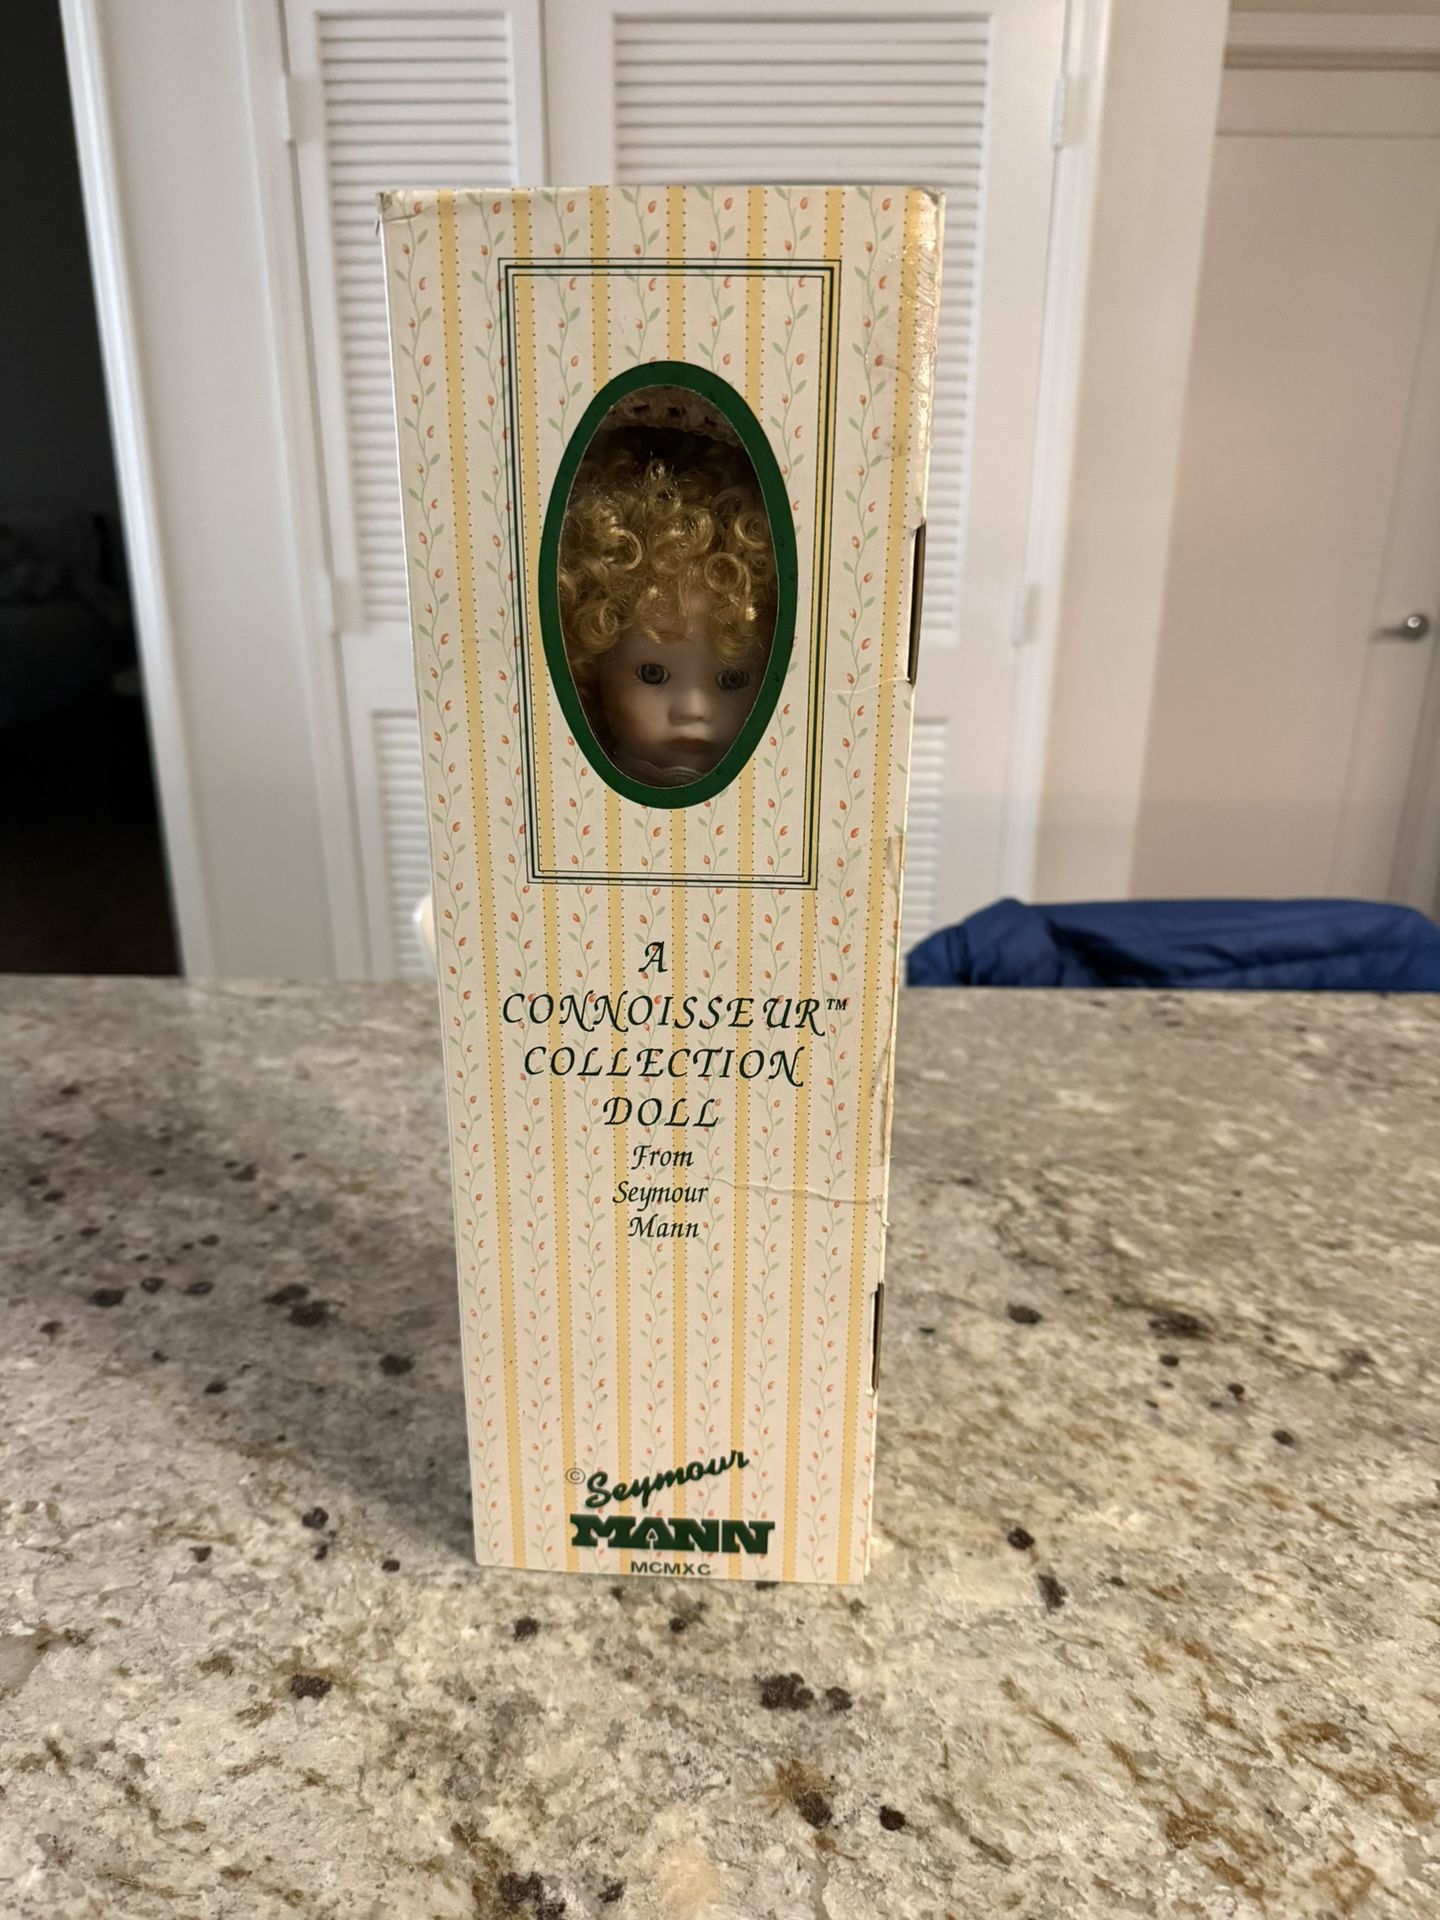 A
CONNOISSEUR™
COLLECTION
DOLL
From
Seymour
Mann
©Seymour
MANN
MCMXC